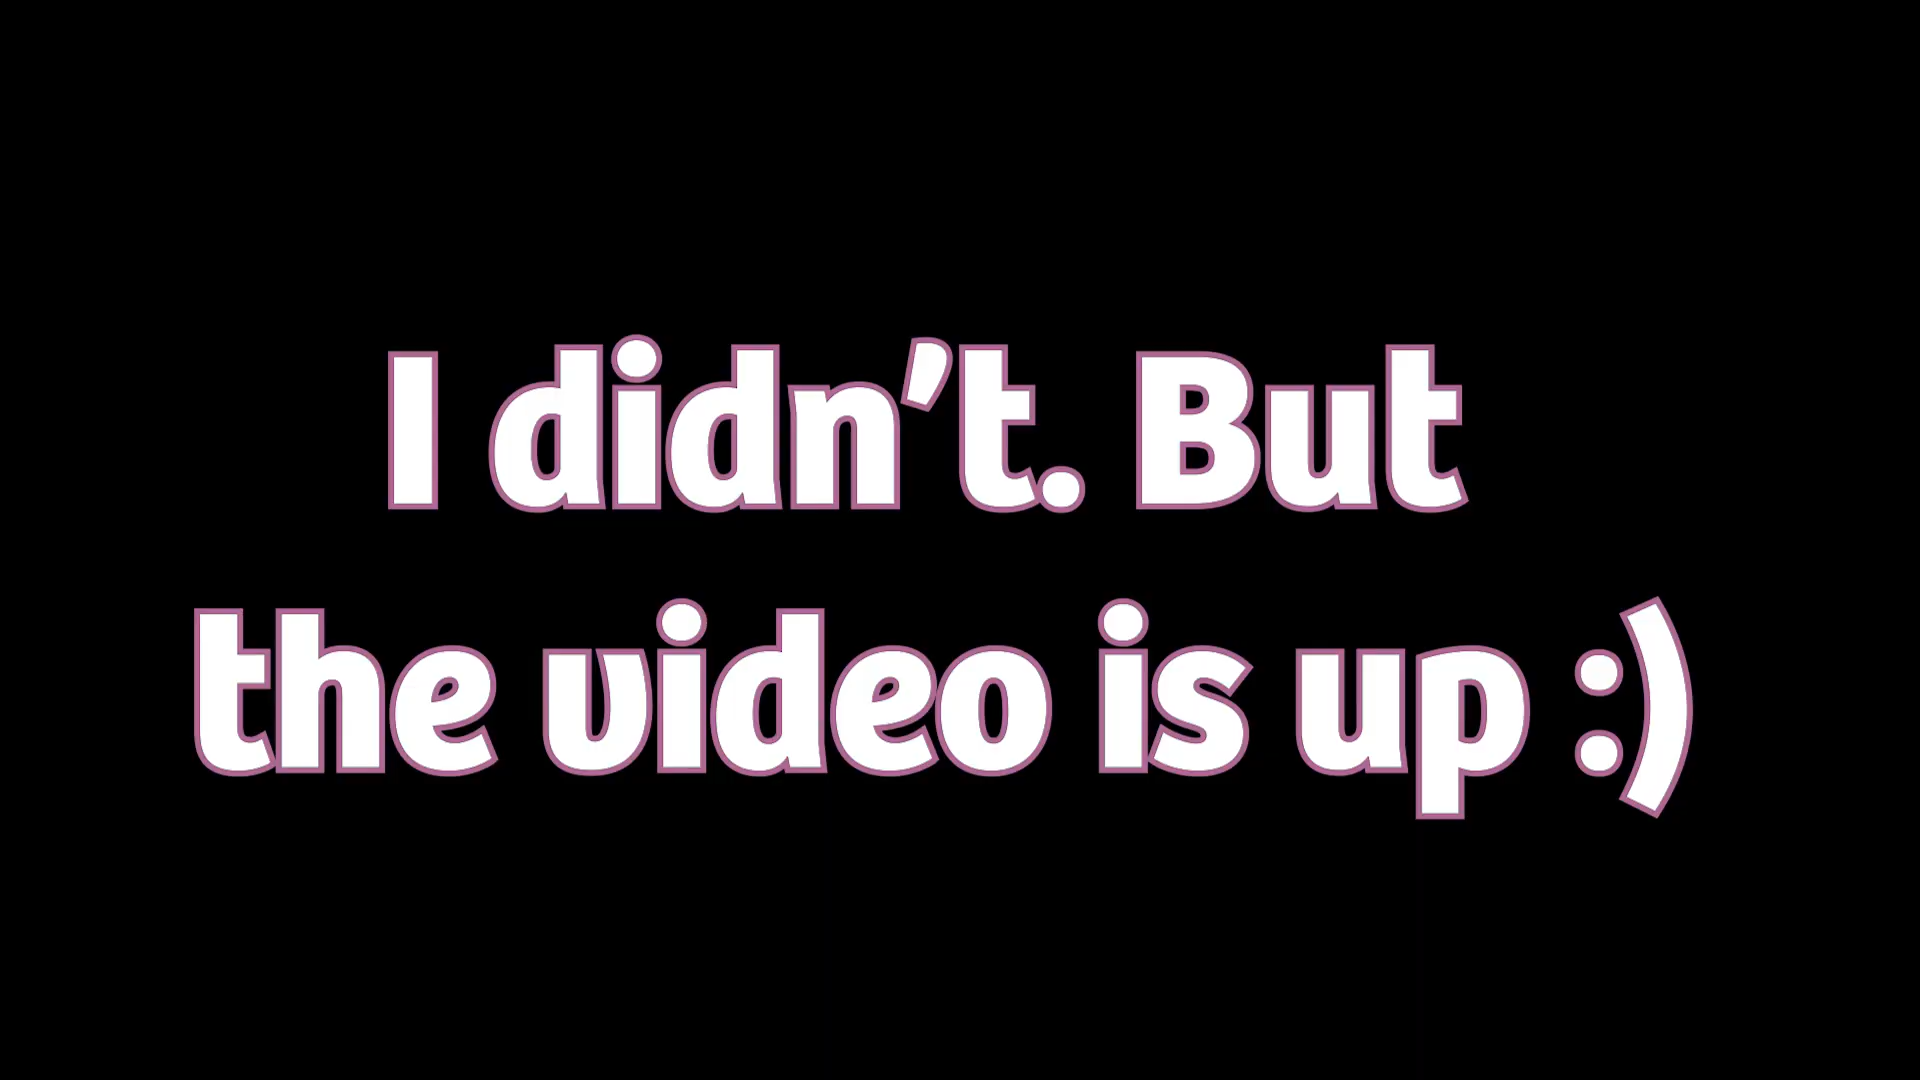 I didn’t. But
the video is up :)